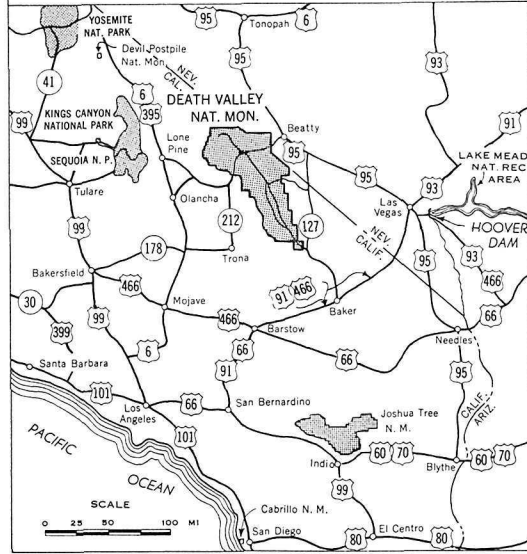 YOSEMITE
NAT. PARK
95
Tonopah
6
Devil Postpile
Nat. Mon.
NEV.
CAL.
95
93
41
6
395
DEATH VALLEY
NAT. MON.
KINGS CANYON
NATIONAL PARK
99
Lone
Pine
Beatty
95
91
LAKE MEAD
NAT. REC
AREA
SEQUOIA N. P.
Tulare
Olancha
95
93
Las
Vegas
HOOVER
DAM
99
212
127
NEV.
CALIF.
178
Trona
95
93
Bakersfield
466
91 466
30
Mojave
Baker
466
66
399
99
Barstow
Needles
6
66
66
Santa Barbara
91
95
101
Los
Angeles
66
San Bernardino
CALIF.
ARIZ.
PACIFIC
OCEAN
101
Joshua Tree
N. M.
Indio
60 70
Blythe
60 70
SCALE
0 50 100 MI
99
Cabrillo N. M.
San Diego
80
El Centro
80